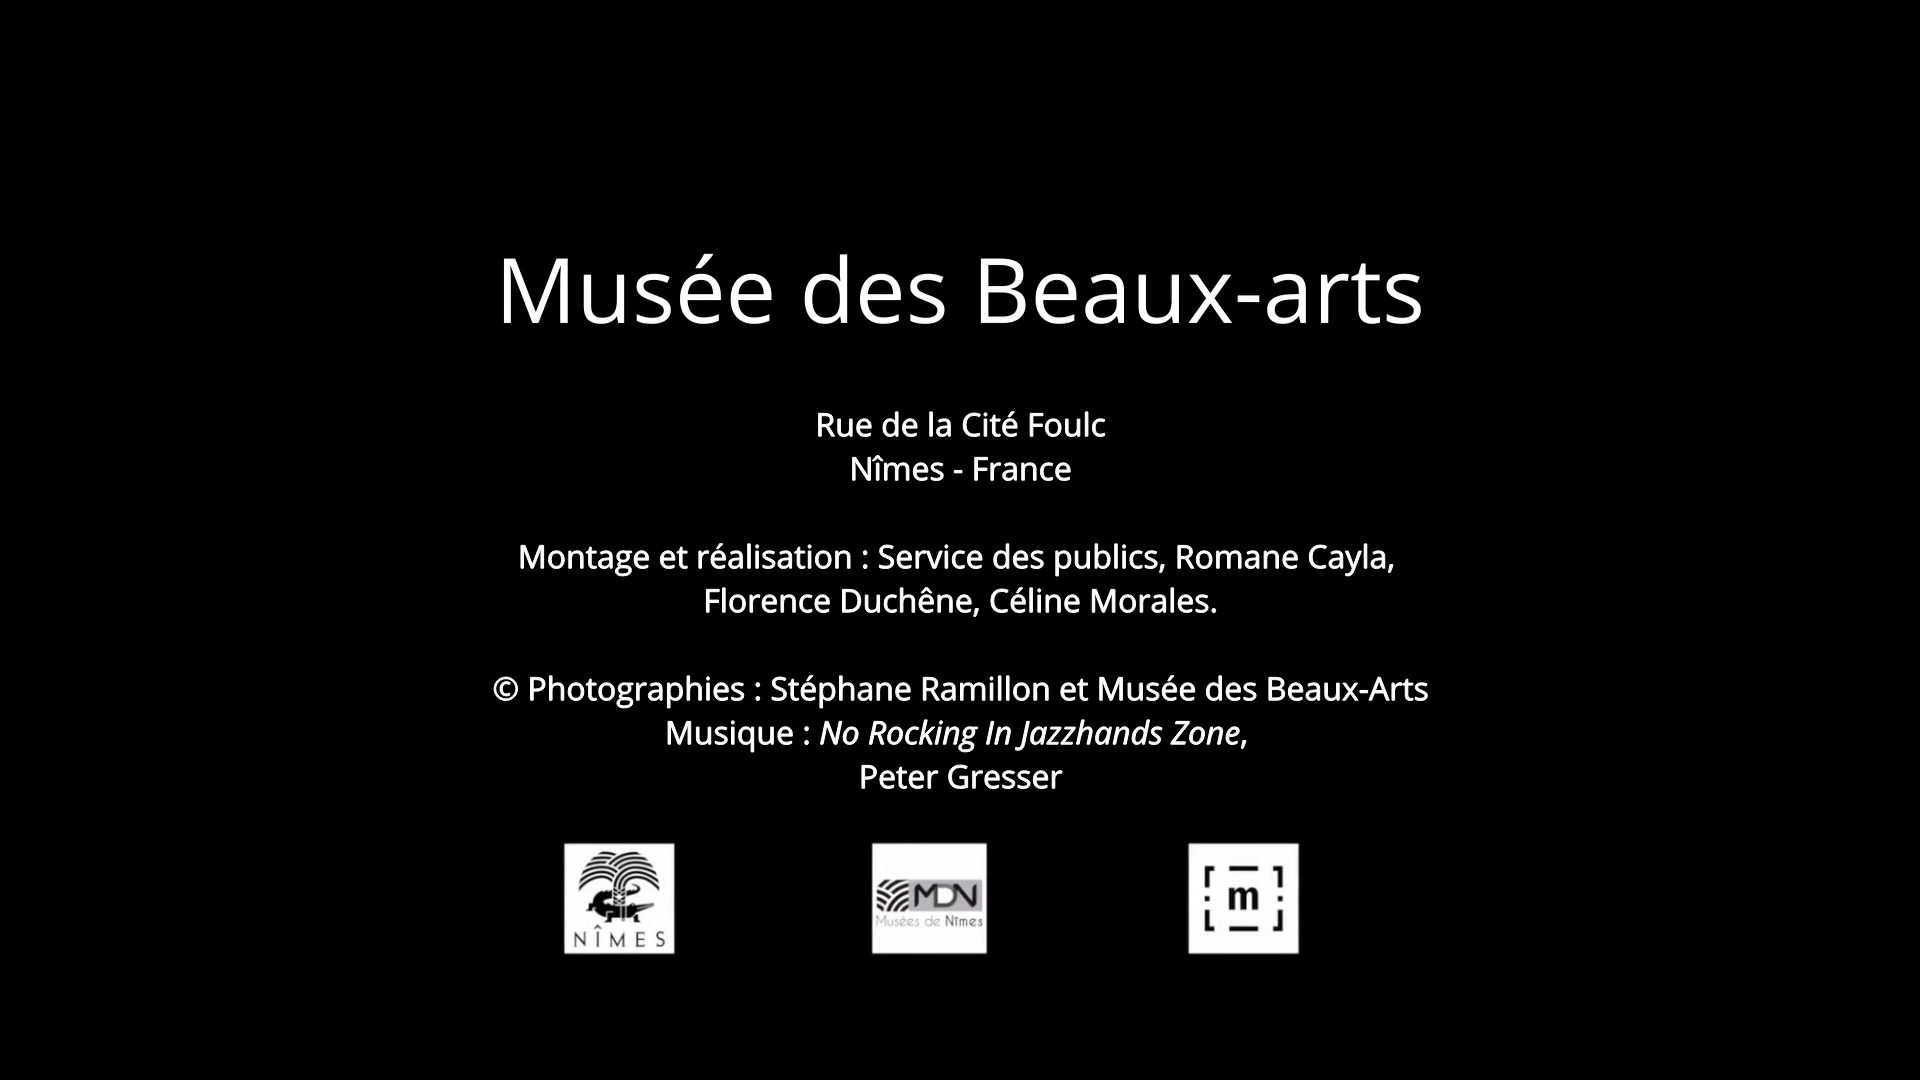 Musée des Beaux-arts
Rue de la Cité Foulc
Nîmes - France
Montage et réalisation : Service des publics, Romane Cayla,
Florence Duchêne, Céline Morales.
© Photographies : Stéphane Ramillon et Musée des Beaux-Arts
Musique : No Rocking In Jazzhands Zone,
Peter Gresser
NÎMES
MDN
Musées de Nîmes
[m]